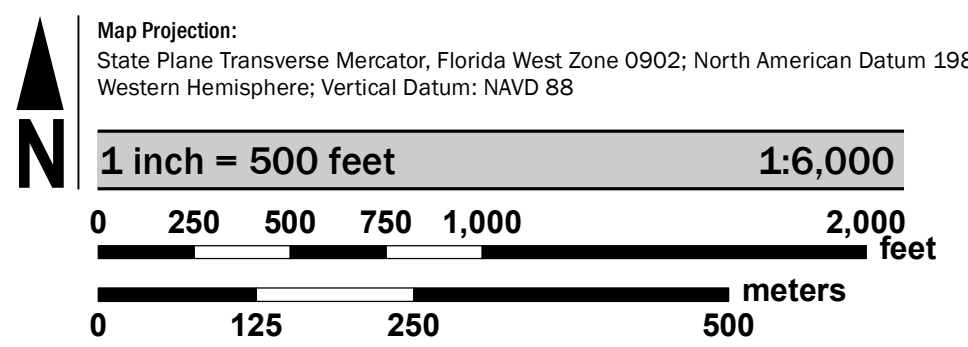 N
Map Projection:
State Plane Transverse Mercator, Florida West Zone 0902; North American Datum 198
Western Hemisphere; Vertical Datum: NAVD 88
1 inch = 500 feet 1:6,000
0 250 500 750 1,000 2,000
feet
meters
0 125 250 500